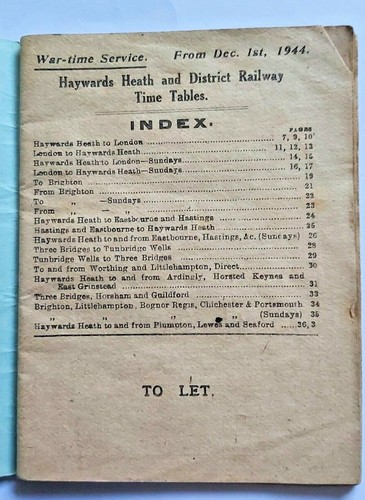 War-time Service. From Dec. 1st, 1944.
Haywards Heath and District Railway
Time Tables.
INDEX.
PAGES
Haywards Heath to London ... 7, 9, 10
London to Haywards Heath ... 11, 12, 13
Haywards Heath to London—Sundays ... 14, 15
London to Haywards Heath—Sundays ... 16, 17
To Brighton ... 19
From Brighton ... 21
To „ —Sundays ... 22
From „ — „ ... 23
Haywards Heath to Eastbourne and Hastings ... 24
Hastings and Eastbourne to Haywards Heath ... 25
Haywards Heath to and from Eastbourne, Hastings, &c. (Sundays) 26
Three Bridges to Tunbridge Wells ... 28
Tunbridge Wells to Three Bridges ... 29
To and from Worthing and Littlehampton, Direct ... 30
Haywards Heath to and from Ardingly, Horsted Keynes and
East Grinstead ... 31
Three Bridges, Horsham and Guildford ... 33
Brighton, Littlehampton, Bognor Regis, Chichester & Portsmouth 34
„ „ „ „ (Sundays) 35
Haywards Heath to and from Plumpton, Lewes and Seaford ... 36, 3
TO LET.